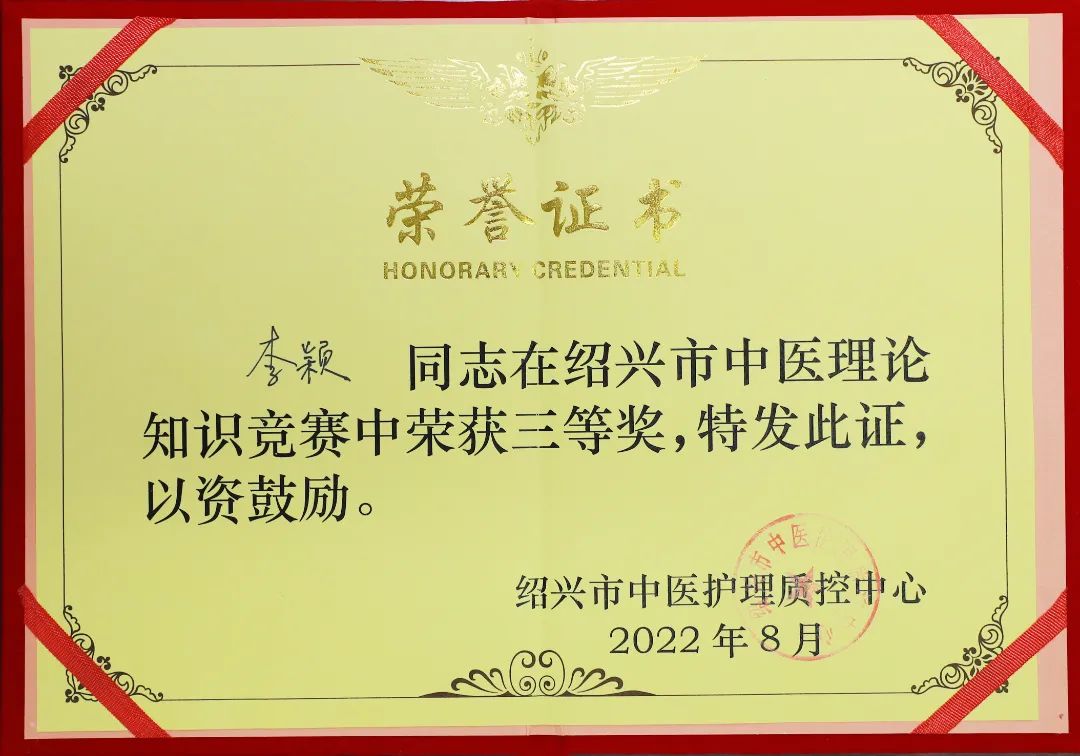 荣誉证书
HONORARY CREDENTIAL
李颖 同志在绍兴市中医理论
知识竞赛中荣获三等奖，特发此证，
以资鼓励。
绍兴市中医护理质控中心
2022年8月